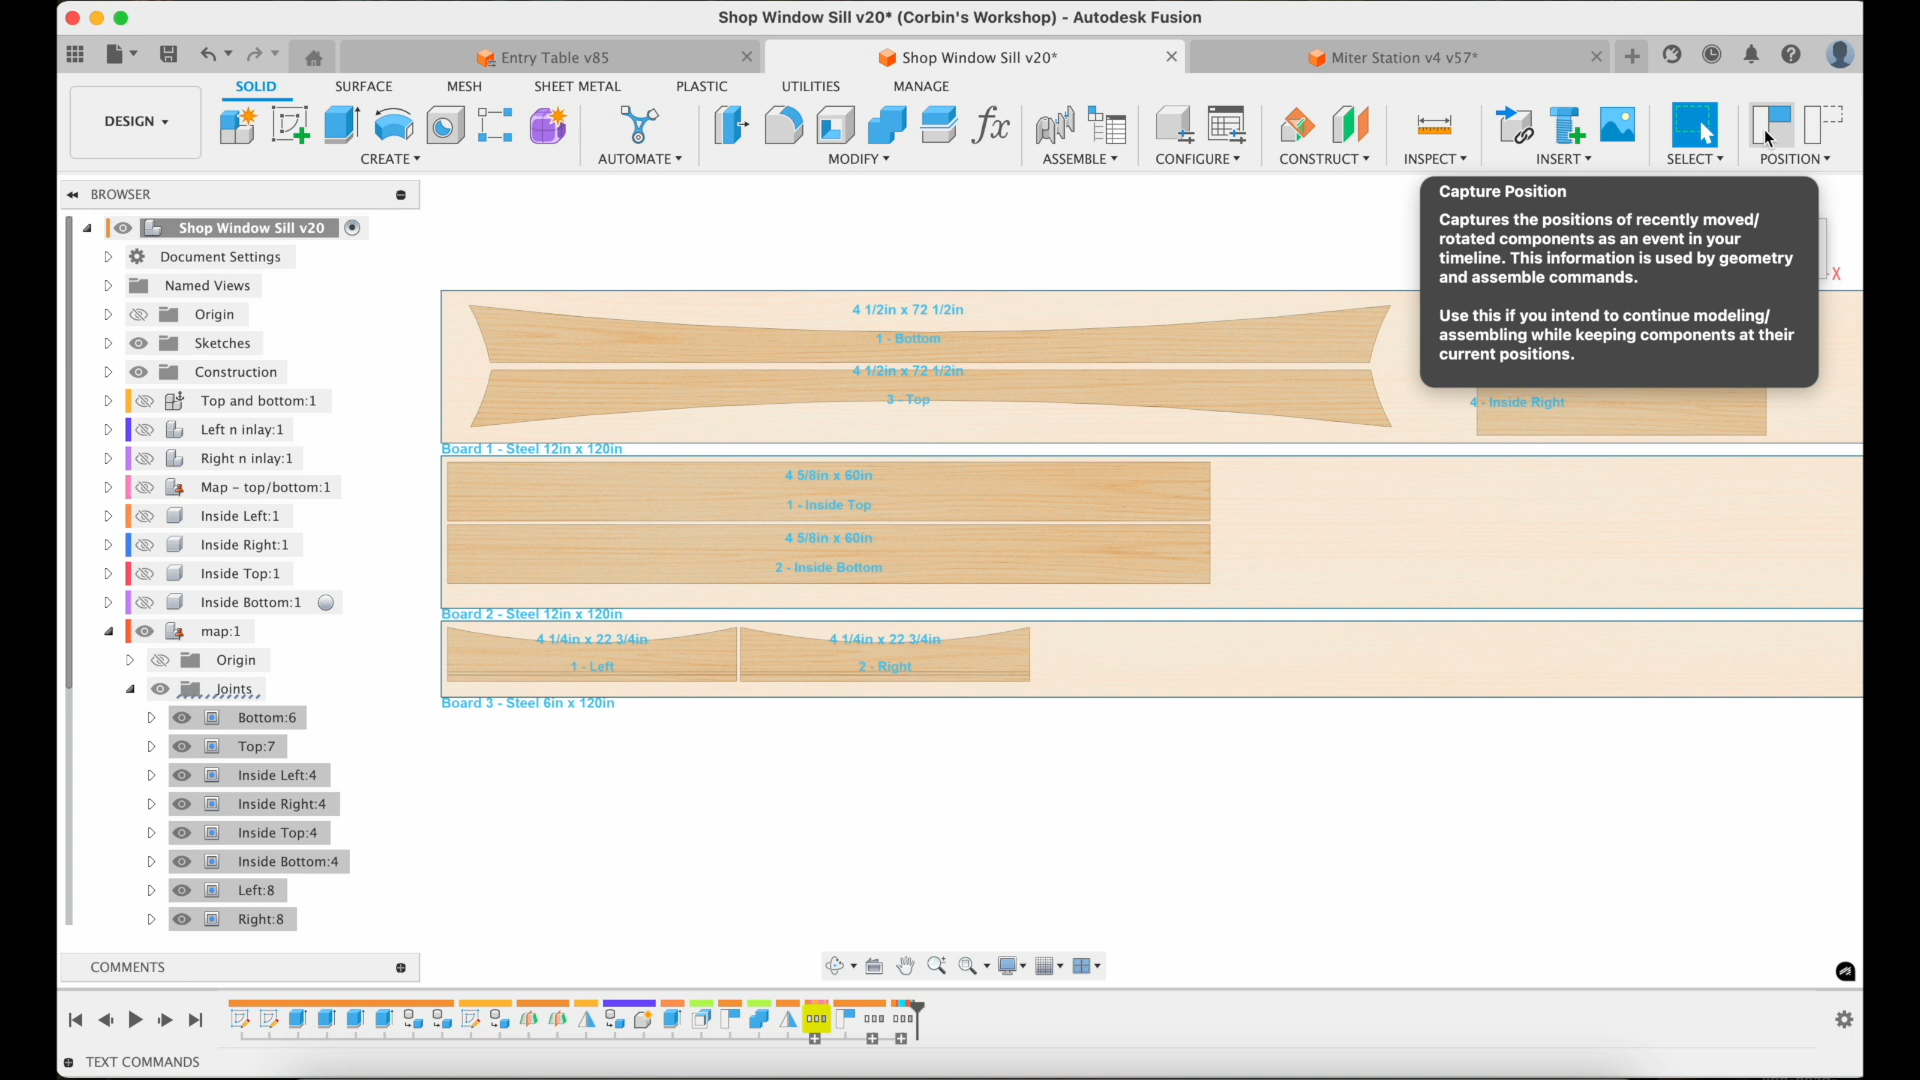 Shop Window Sill v20* (Corbin's Workshop) - Autodesk Fusion
Entry Table v85
Shop Window Sill v20*
Miter Station v4 v57*
SOLID
SURFACE
MESH
SHEET METAL
PLASTIC
UTILITIES
MANAGE
DESIGN
CREATE
AUTOMATE
MODIFY
ASSEMBLE
CONFIGURE
CONSTRUCT
INSPECT
INSERT
SELECT
POSITION
Capture Position
Captures the positions of recently moved/
rotated components as an event in your
timeline. This information is used by geometry
and assemble commands.
Use this if you intend to continue modeling/
assembling while keeping components at their
current positions.
X
BROWSER
Shop Window Sill v20
Document Settings
Named Views
Origin
Sketches
Construction
Top and bottom:1
Left n inlay:1
Right n inlay:1
Map - top/bottom:1
Inside Left:1
Inside Right:1
Inside Top:1
Inside Bottom:1
map:1
Origin
Joints
Bottom:6
Top:7
Inside Left:4
Inside Right:4
Inside Top:4
Inside Bottom:4
Left:8
Right:8
4 1/2in x 72 1/2in
1 - Bottom
4 1/2in x 72 1/2in
3 - Top
4 - Inside Right
Board 1 - Steel 12in x 120in
4 5/8in x 60in
1 - Inside Top
4 5/8in x 60in
2 - Inside Bottom
Board 2 - Steel 12in x 120in
4 1/4in x 22 3/4in
1 - Left
4 1/4in x 22 3/4in
2 - Right
Board 3 - Steel 6in x 120in
COMMENTS
TEXT COMMANDS